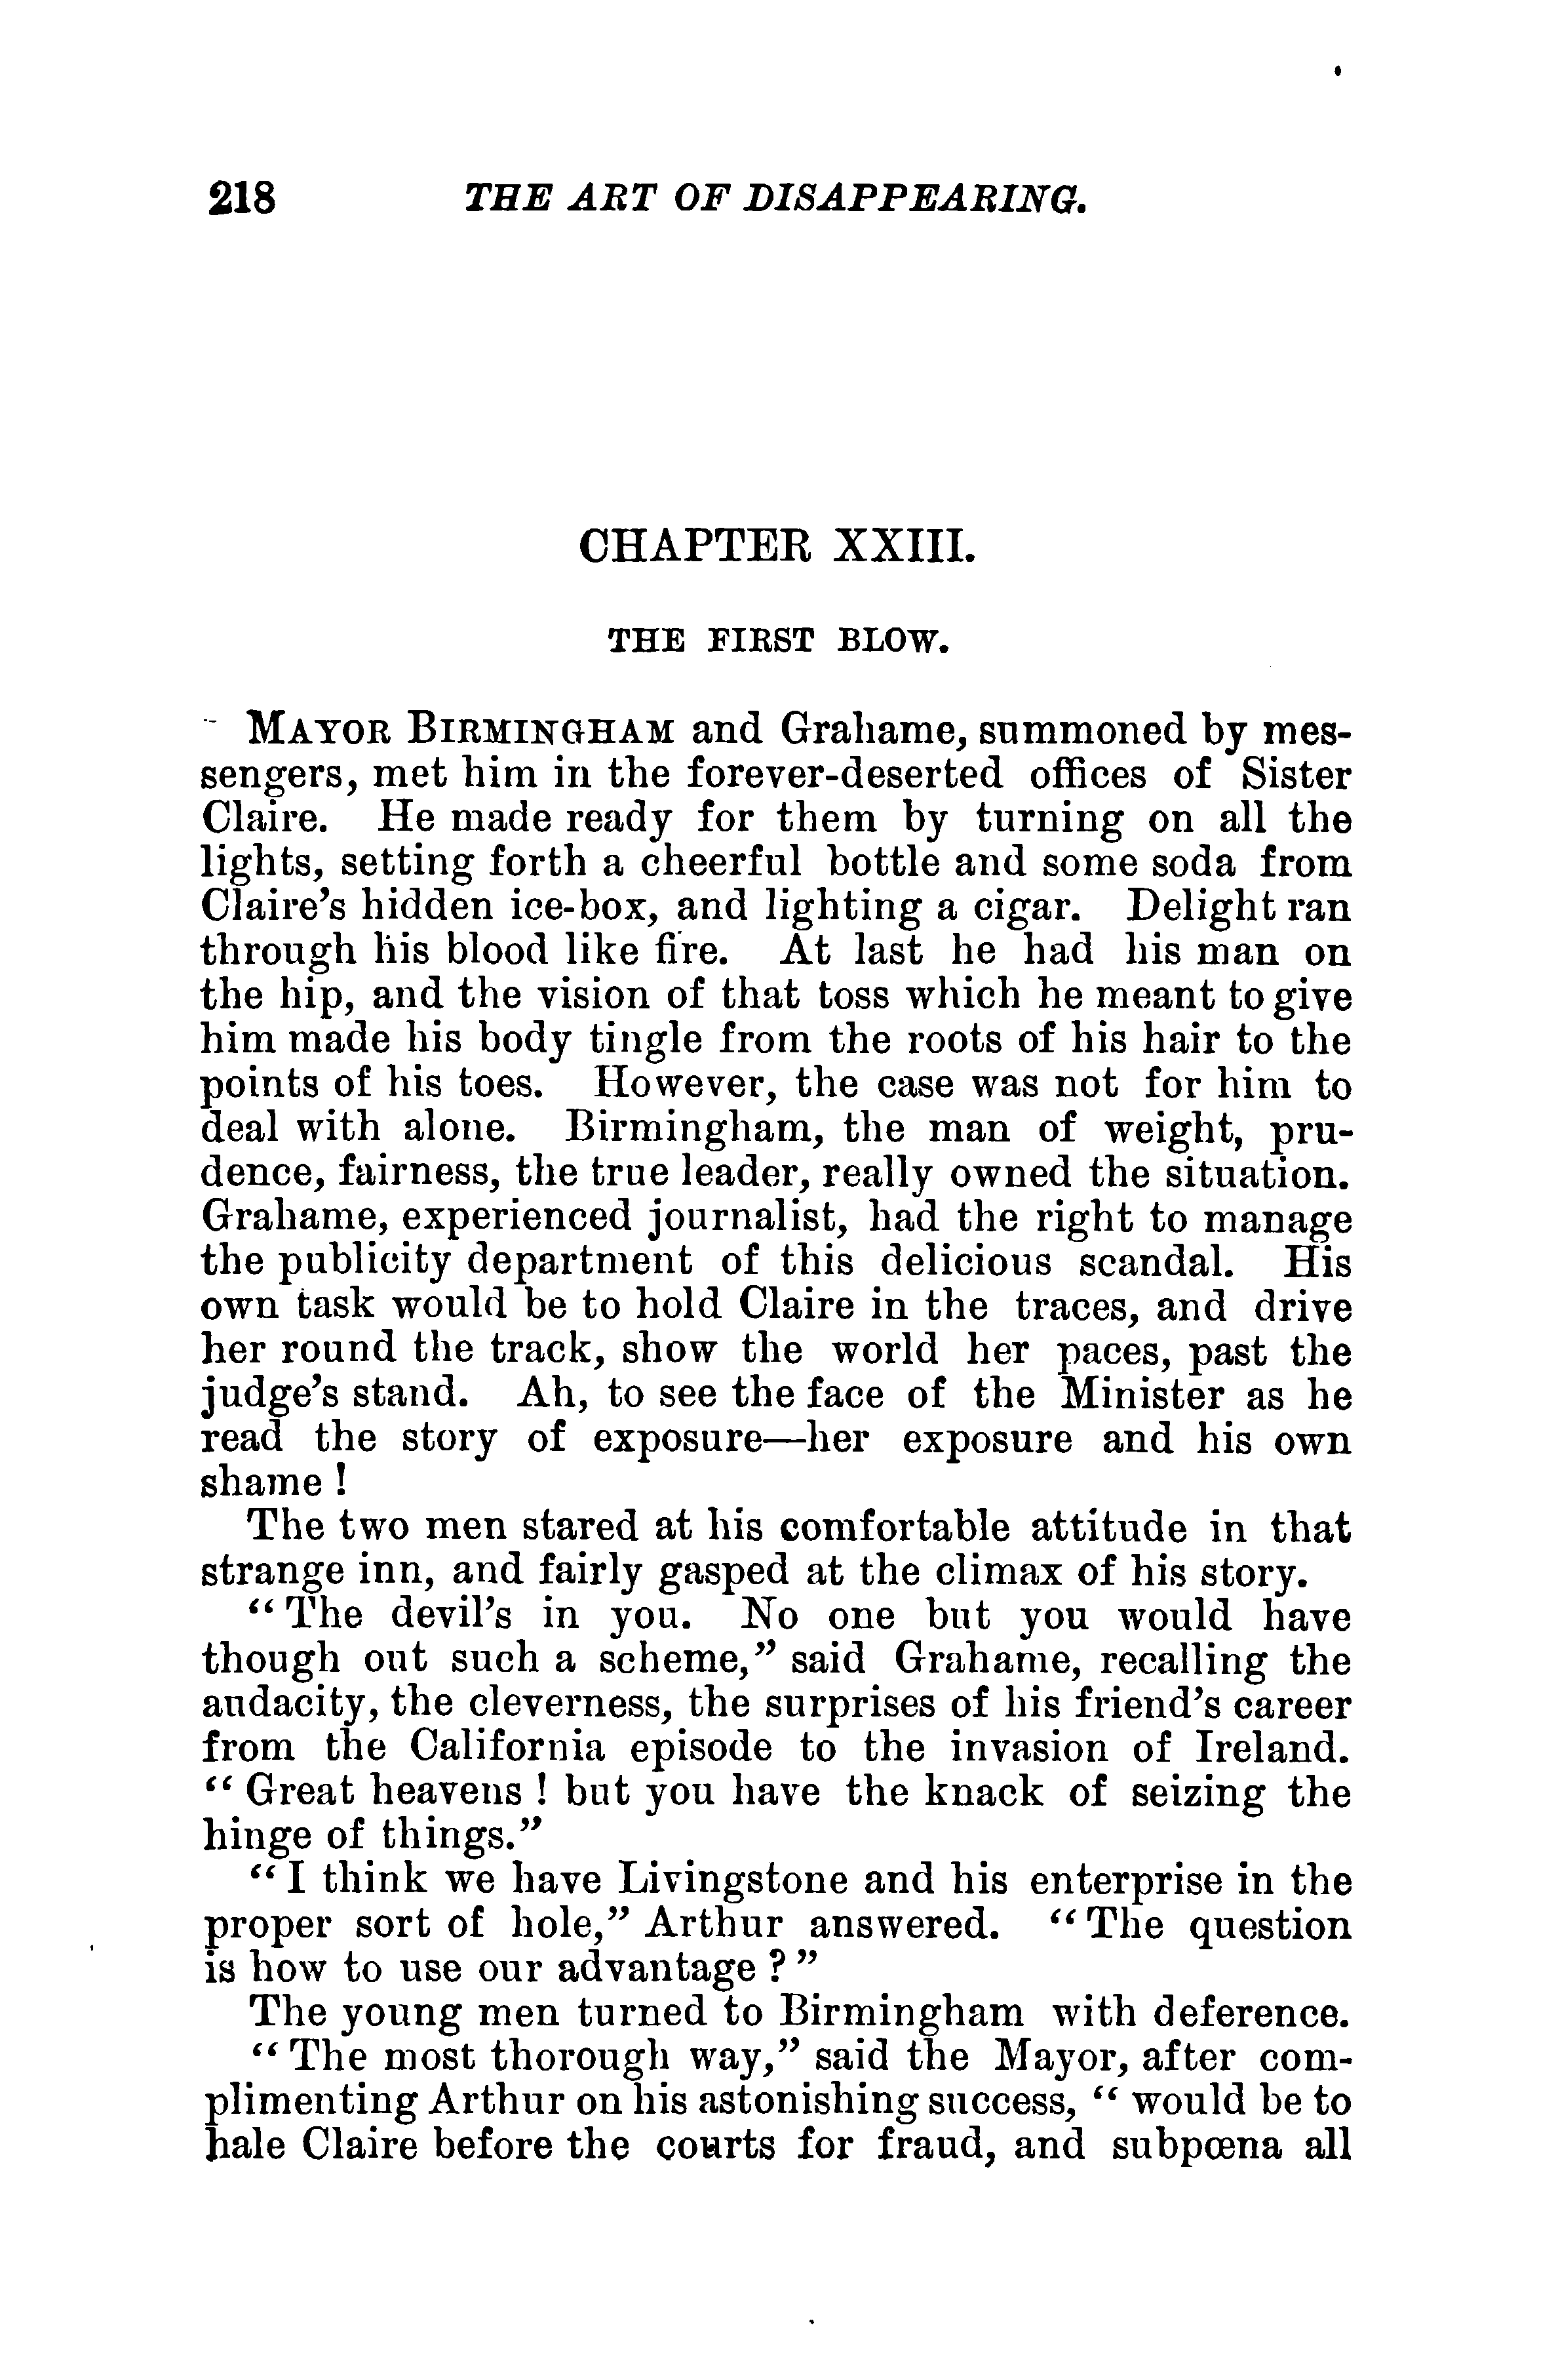 218 THE ART OF DISAPPEARING.
CHAPTER XXIII.
THE FIRST BLOW.
MAYOR BIRMINGHAM and Grahame, summoned by mes-
sengers, met him in the forever-deserted offices of Sister
Claire. He made ready for them by turning on all the
lights, setting forth a cheerful bottle and some soda from
Claire's hidden ice-box, and lighting a cigar. Delight ran
through his blood like fire. At last he had his man on
the hip, and the vision of that toss which he meant to give
him made his body tingle from the roots of his hair to the
points of his toes. However, the case was not for him to
deal with alone. Birmingham, the man of weight, pru-
dence, fairness, the true leader, really owned the situation.
Grahame, experienced journalist, had the right to manage
the publicity department of this delicious scandal. His
own task would be to hold Claire in the traces, and drive
her round the track, show the world her paces, past the
judge's stand. Ah, to see the face of the Minister as he
read the story of exposure—her exposure and his own
shame !
The two men stared at his comfortable attitude in that
strange inn, and fairly gasped at the climax of his story.
“ The devil's in you. No one but you would have
though out such a scheme,” said Grahame, recalling the
audacity, the cleverness, the surprises of his friend's career
from the California episode to the invasion of Ireland.
“ Great heavens ! but you have the knack of seizing the
hinge of things.”
“ I think we have Livingstone and his enterprise in the
proper sort of hole,” Arthur answered. “ The question
is how to use our advantage ? ”
The young men turned to Birmingham with deference.
“ The most thorough way,” said the Mayor, after com-
plimenting Arthur on his astonishing success, “ would be to
hale Claire before the courts for fraud, and subpœna all